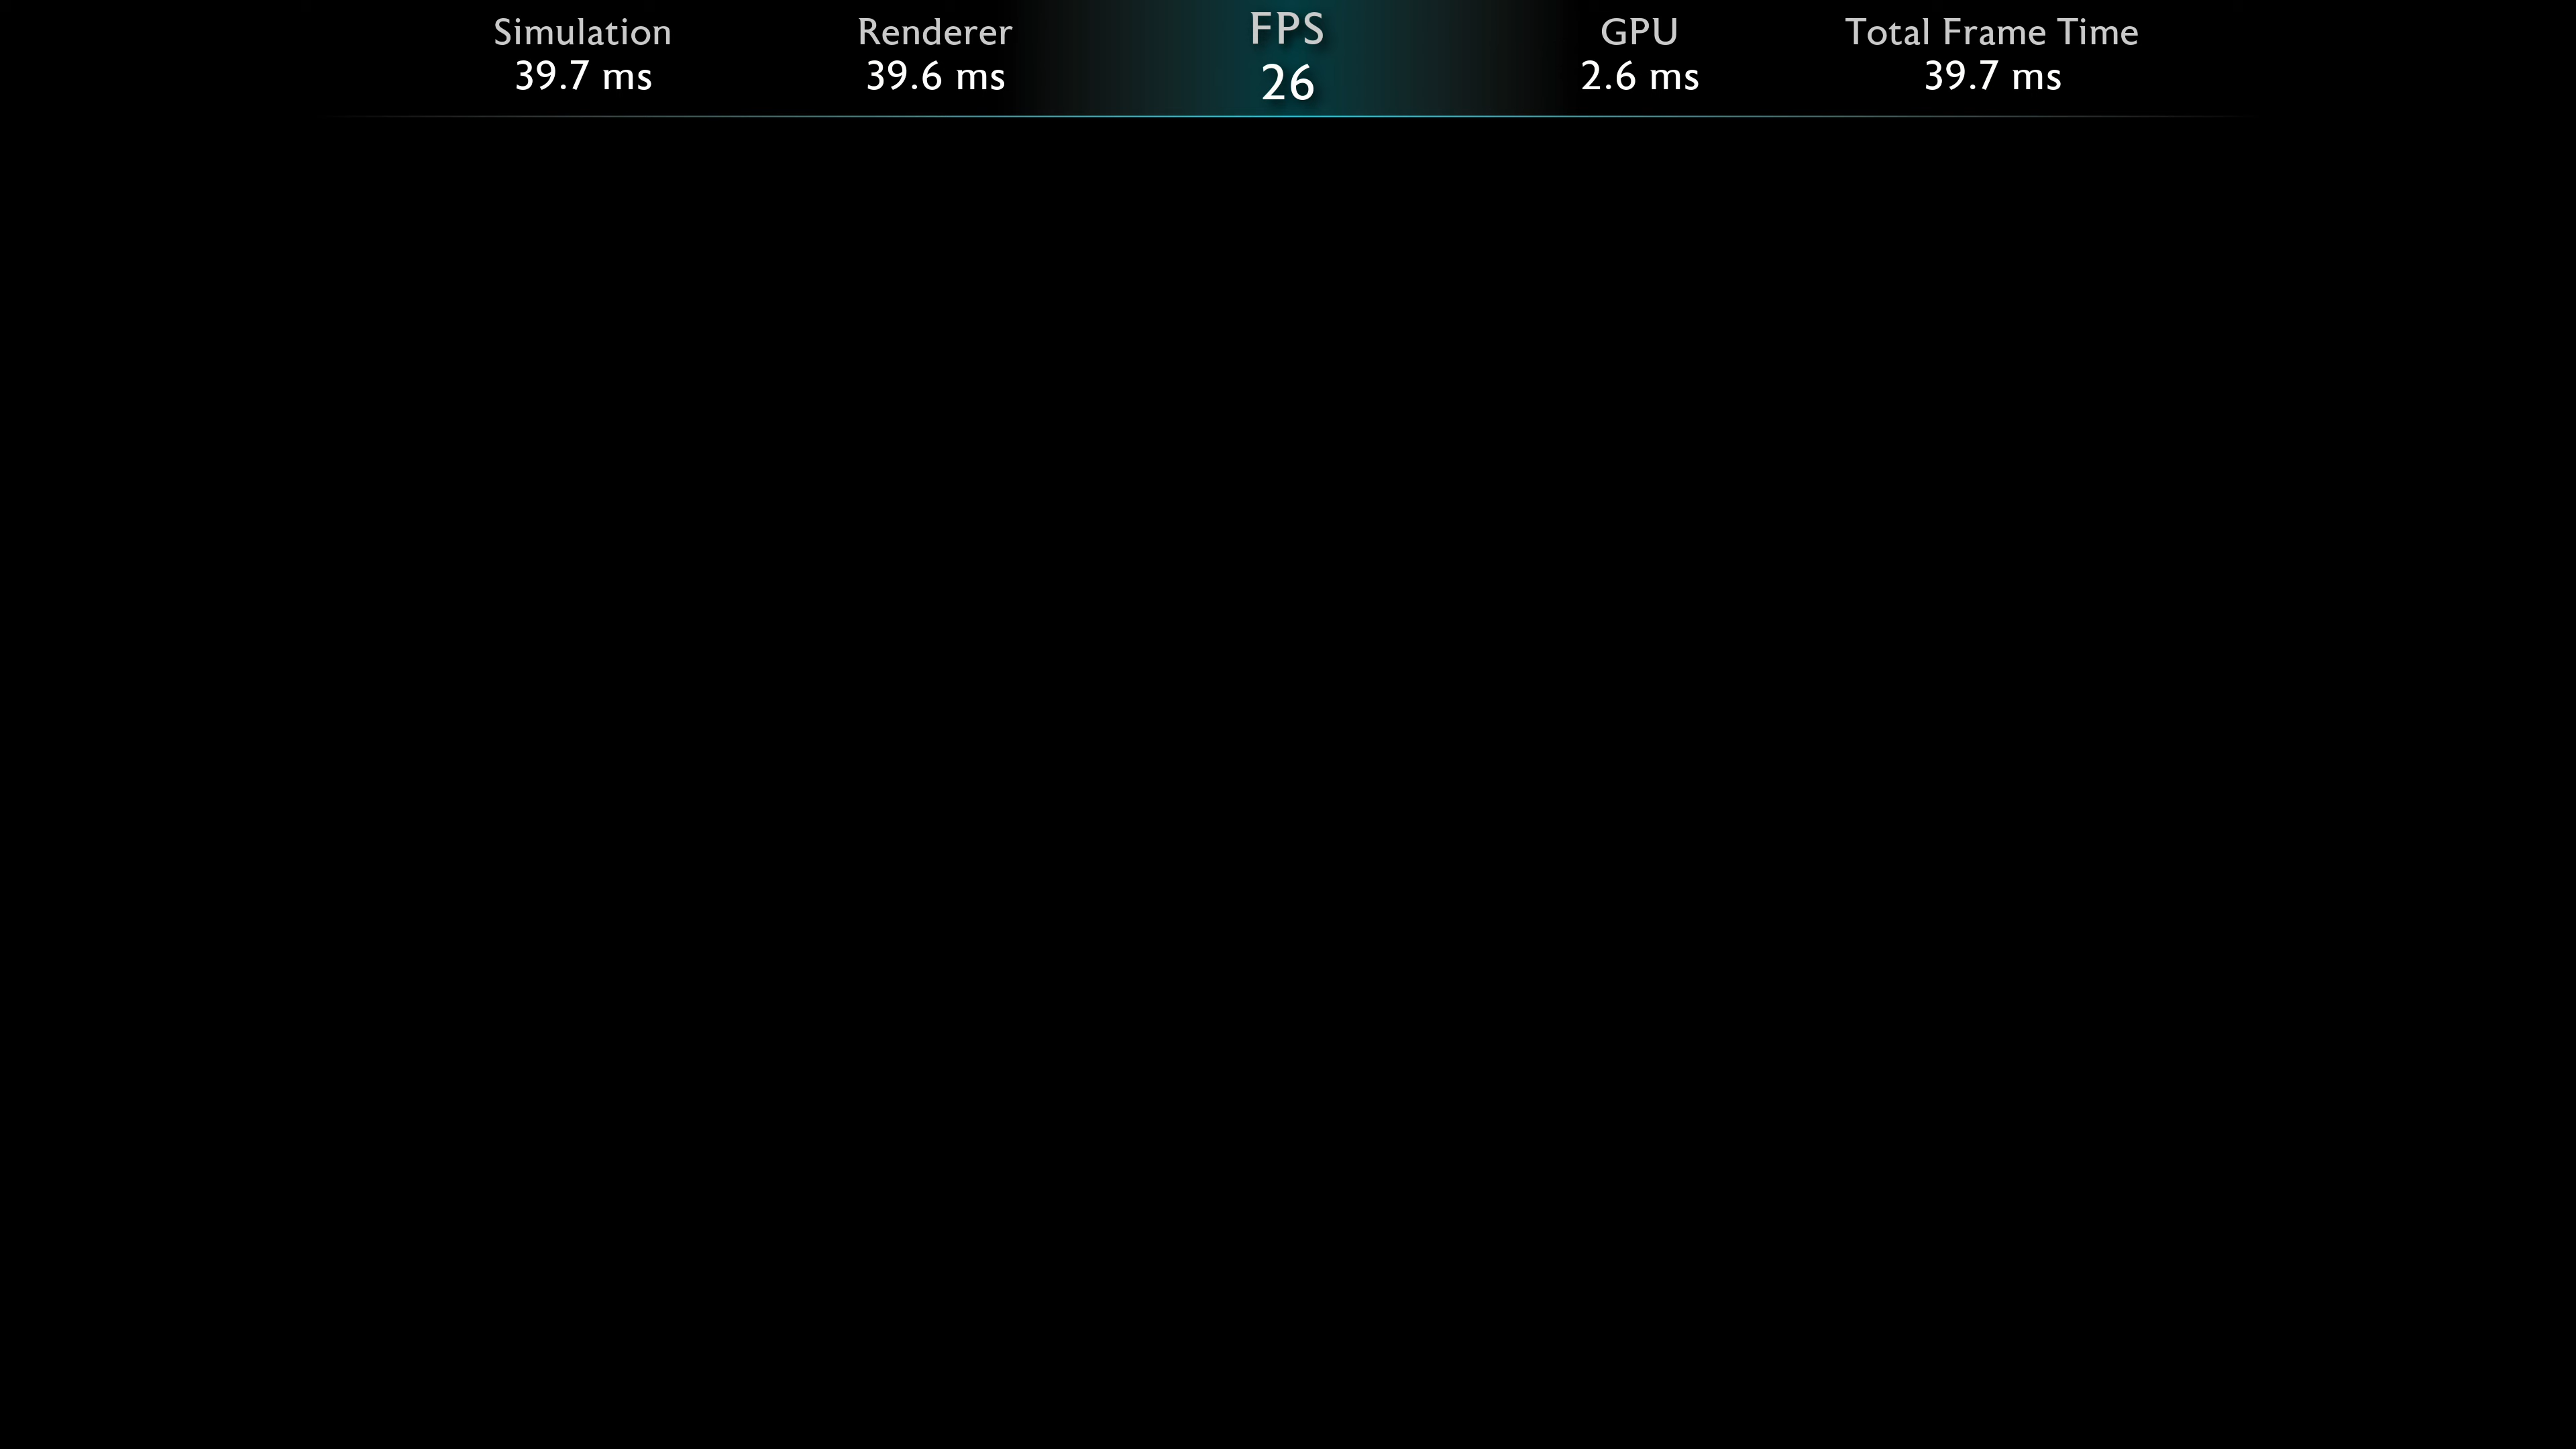 Simulation
39.7 ms
Renderer
39.6 ms
FPS
26
GPU
2.6 ms
Total Frame Time
39.7 ms